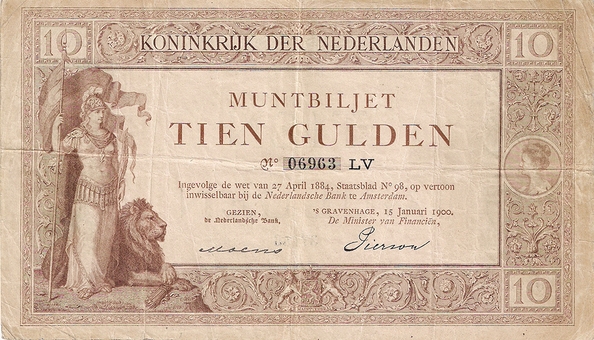 10 KONINKRIJK DER NEDERLANDEN 10
MUNTBILJET
TIEN GULDEN
No 06963 LV
Ingevolge de wet van 27 April 1884, Staatsblad No 98, op vertoon
inwisselbaar bij de Nederlandsche Bank te Amsterdam.
GEZIEN,
de Nederlandsche Bank.
'S GRAVENHAGE, 15 Januari 1900.
De Minister van Financiën,
Pierson
10